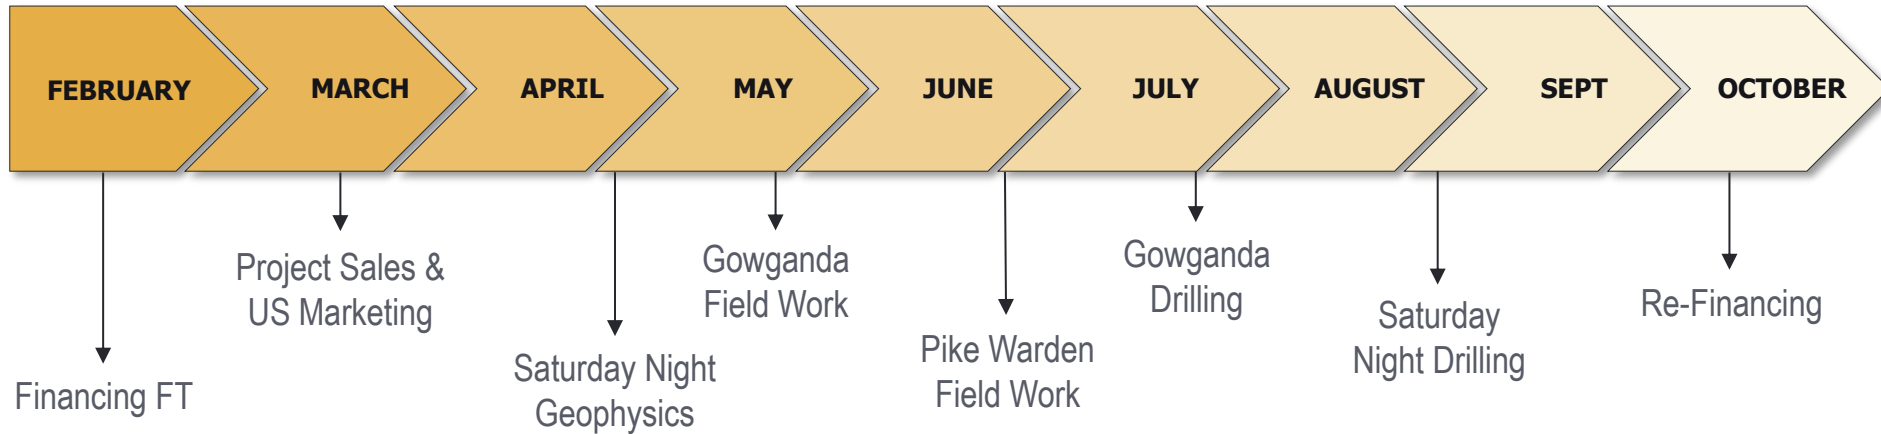 FEBRUARY
MARCH
APRIL
MAY
JUNE
JULY
AUGUST
SEPT
OCTOBER
Financing FT
Project Sales &
US Marketing
Saturday Night
Geophysics
Gowganda
Field Work
Pike Warden
Field Work
Gowganda
Drilling
Saturday
Night Drilling
Re-Financing